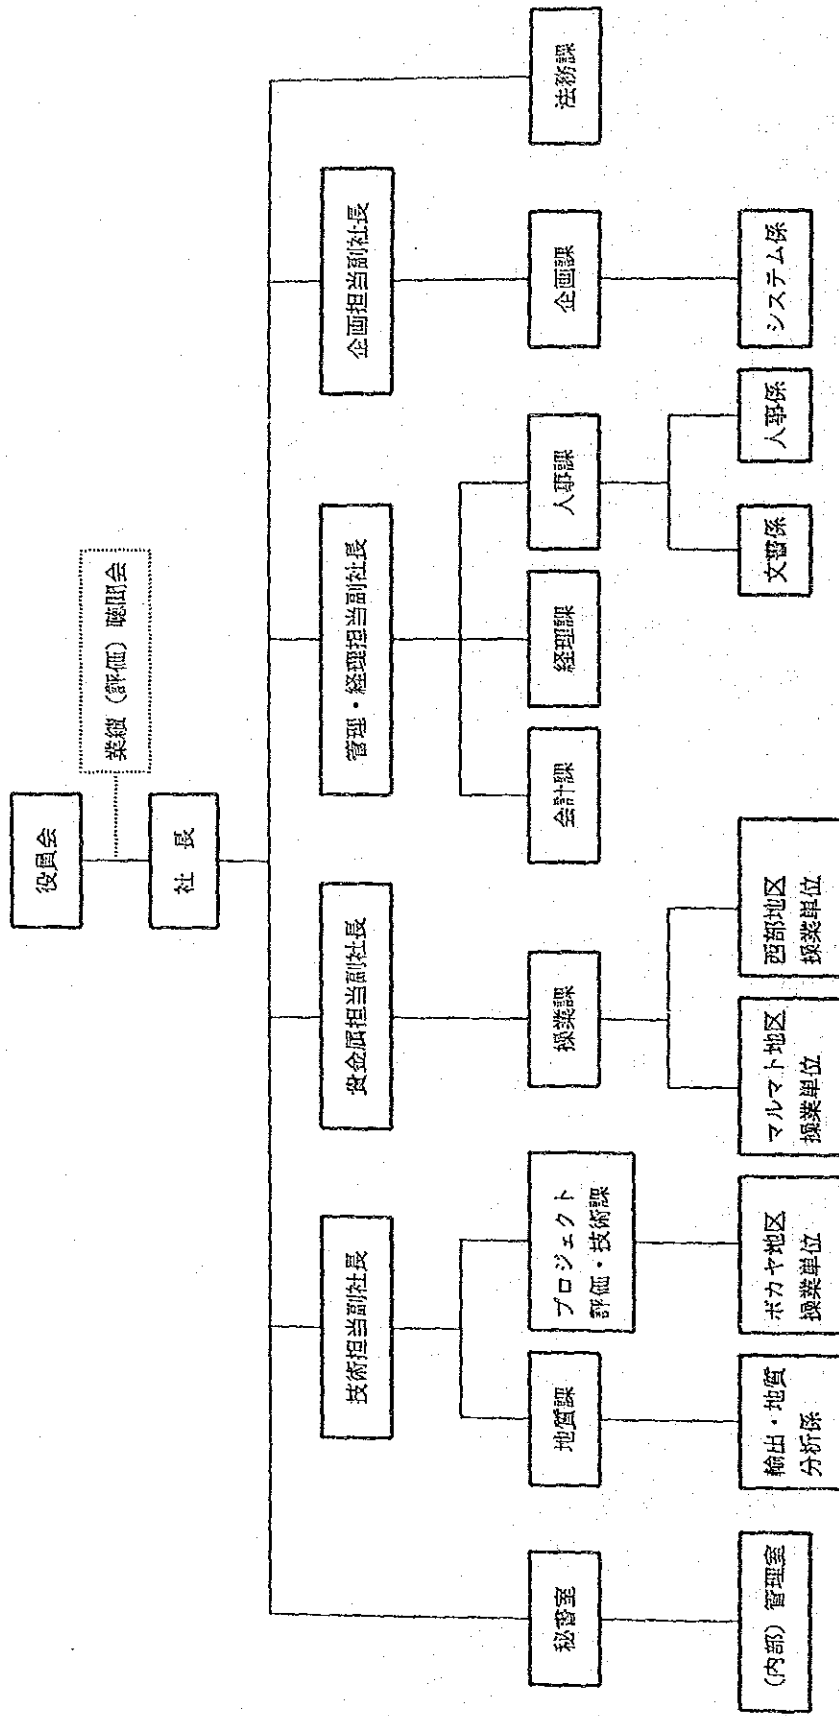 役員会
業績（評価）聴聞会
社長
技術担当副社長
貴金属担当副社長
管理・経理担当副社長
企画担当副社長
秘書室
地質課
プロジェクト
評価・技術課
操業課
会計課
経理課
人事課
企画課
法務課
（内部）管理室
輸出・地質
分析係
ボカヤ地区
操業単位
マルマト地区
操業単位
西部地区
操業単位
文書係
人事係
システム係